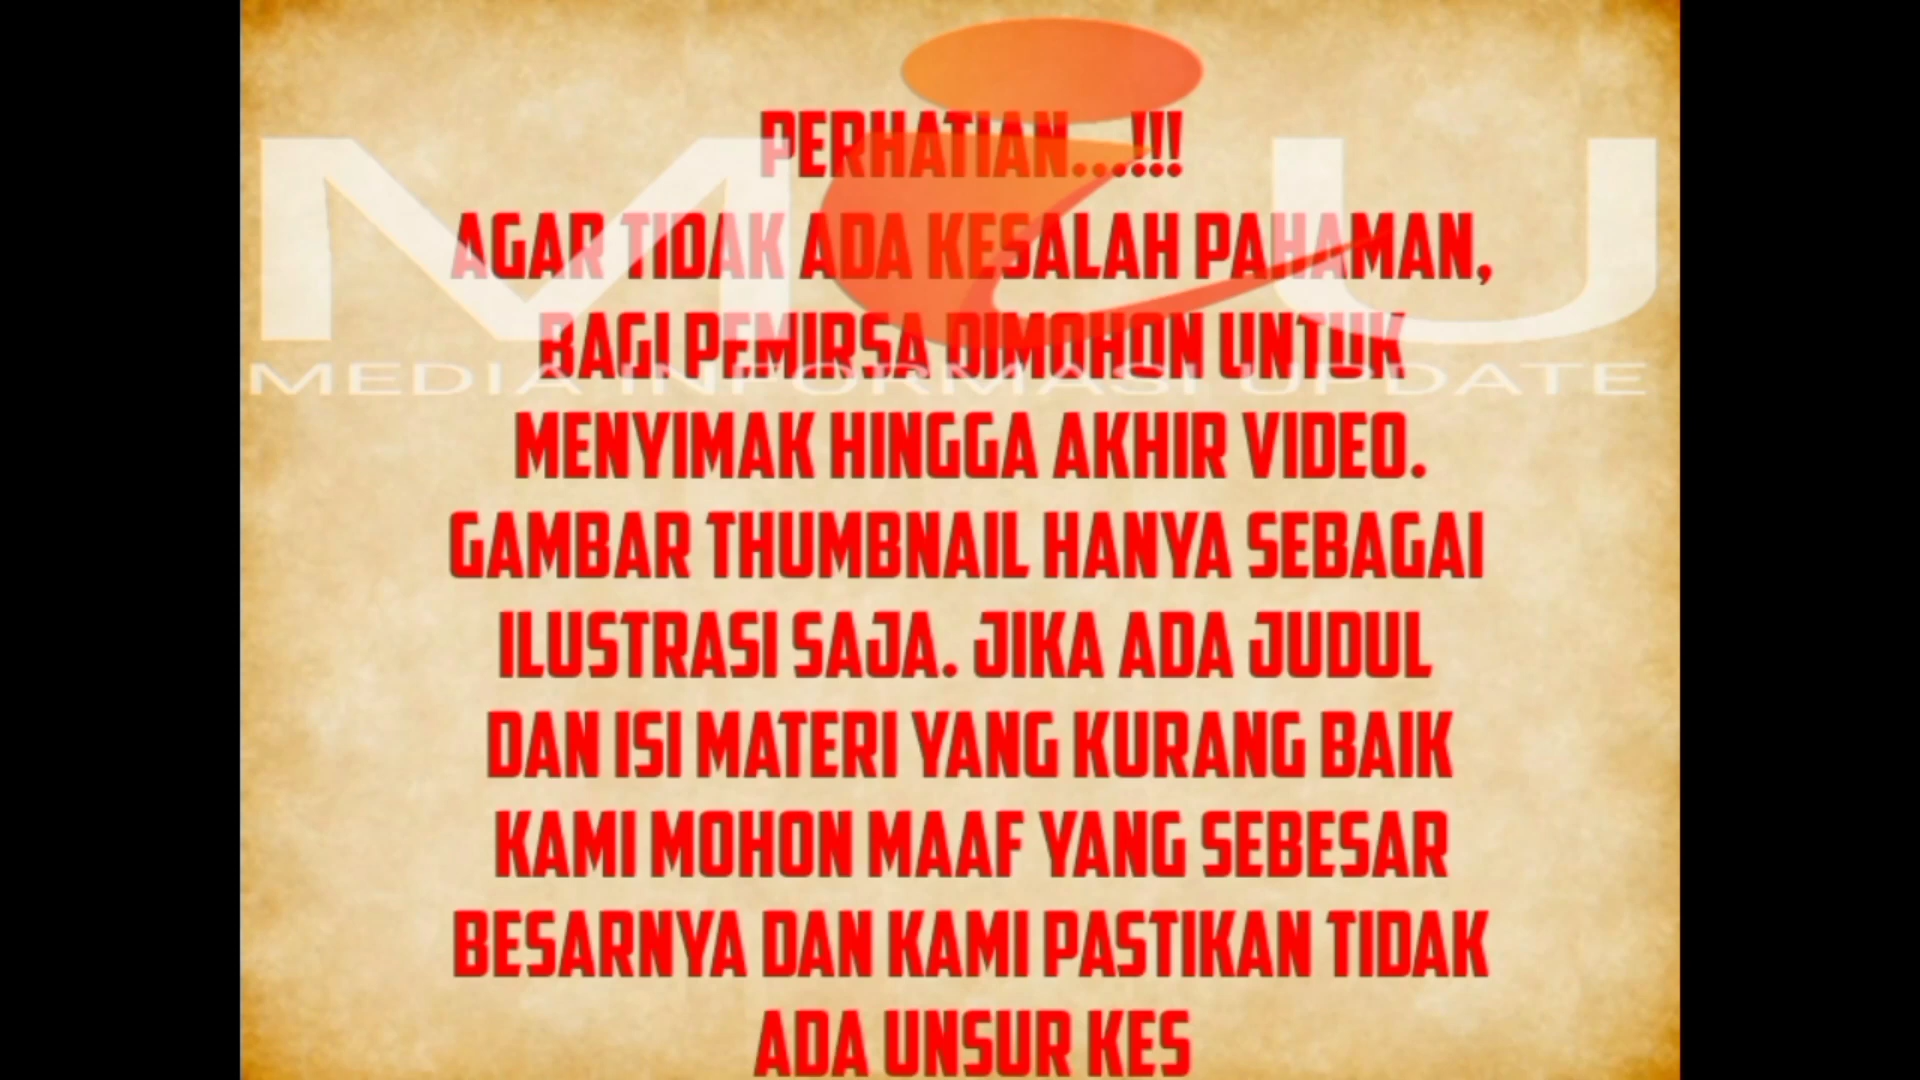 PERHATIAN...!!!
AGAR TIDAK ADA KESALAH PAHAMAN,
BAGI PEMIRSA DIMOHON UNTUK
MENYIMAK HINGGA AKHIR VIDEO.
GAMBAR THUMBNAIL HANYA SEBAGAI
ILUSTRASI SAJA. JIKA ADA JUDUL
DAN ISI MATERI YANG KURANG BAIK
KAMI MOHON MAAF YANG SEBESAR
BESARNYA DAN KAMI PASTIKAN TIDAK
ADA UNSUR KES
MiU
MEDIA INFORMASI UPDATE